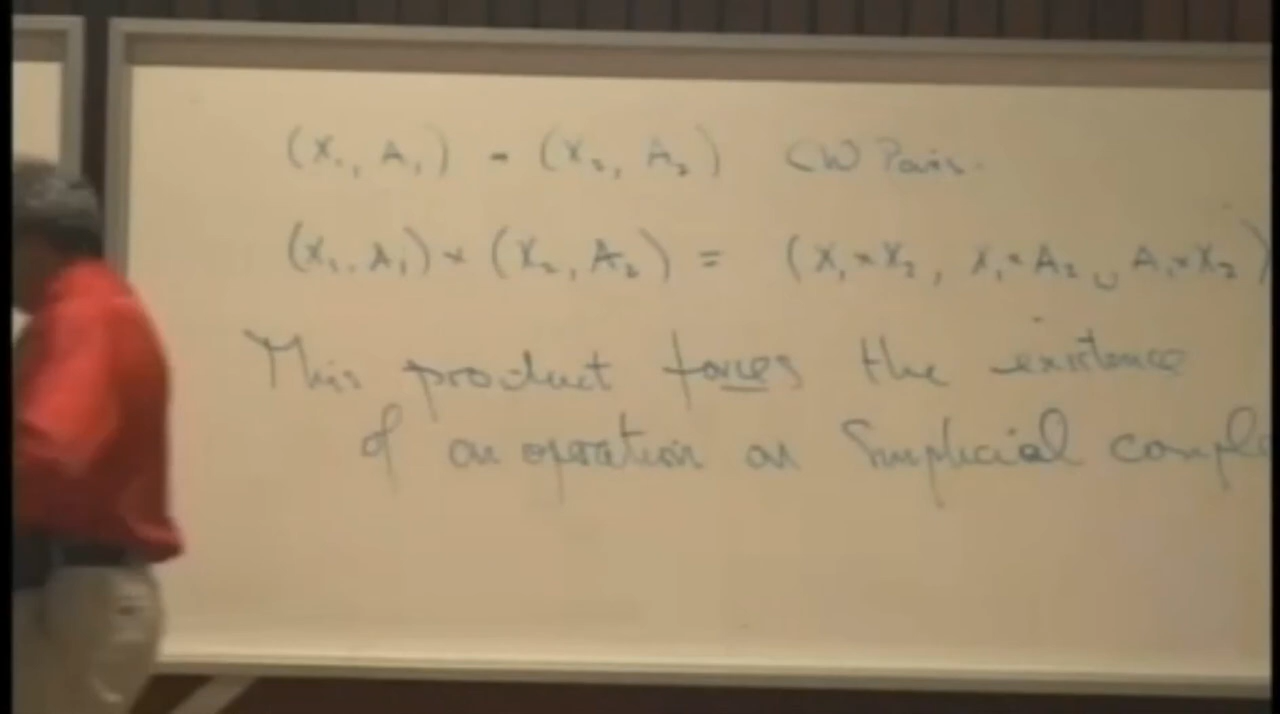 (X₁, A₁) - (X₂, A₂) CW Pairs.
(X₁, A₁) × (X₂, A₂) = (X₁×X₂, X₁×A₂ ∪ A₁×X₂)
This product forces the existence
of an operation on Simplicial comple